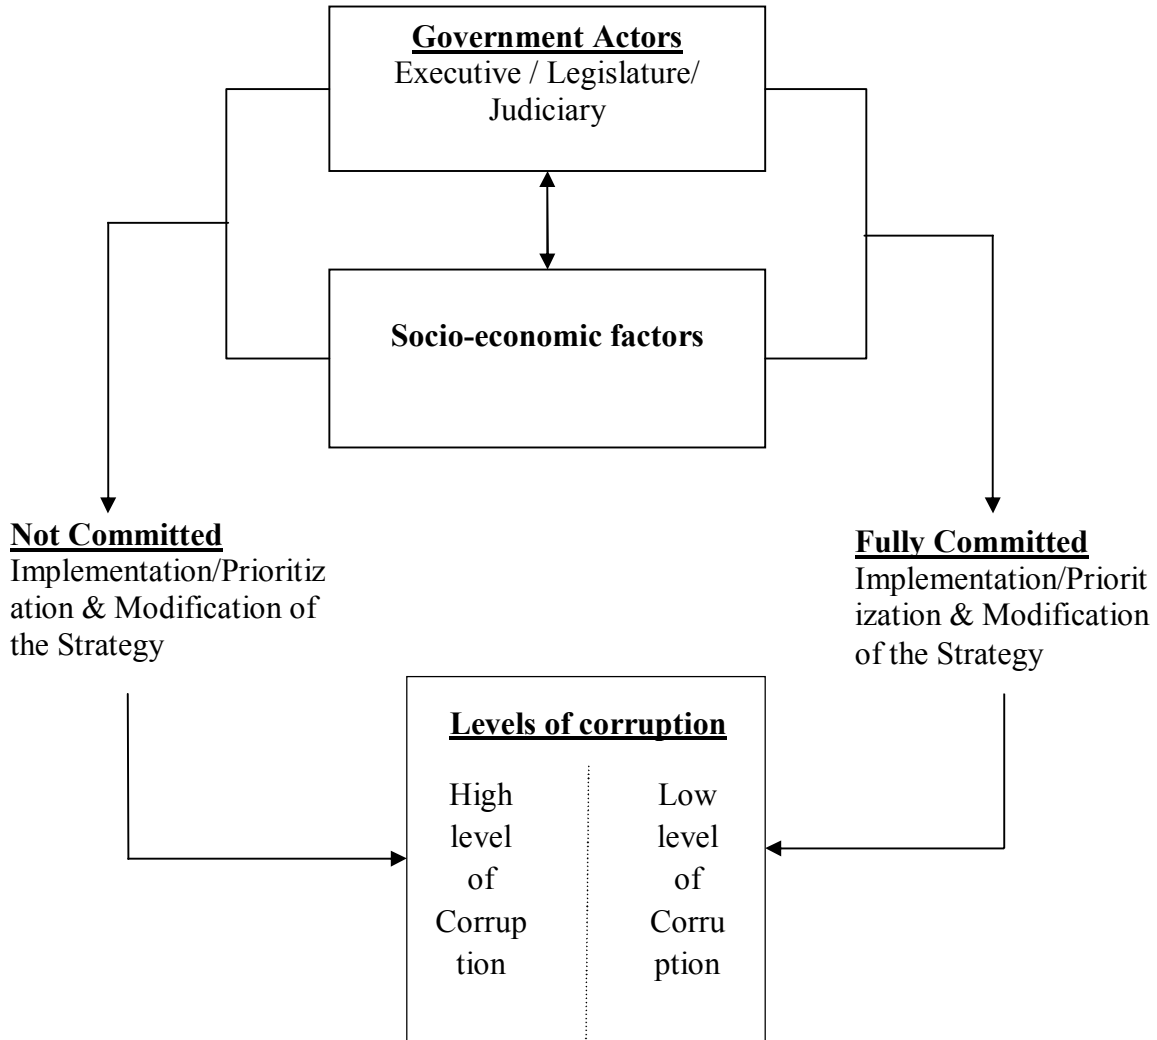 Government Actors
Executive / Legislature/
Judiciary
Socio-economic factors
Not Committed
Implementation/Prioritiz
ation & Modification of
the Strategy
Fully Committed
Implementation/Priorit
ization & Modification
of the Strategy
Levels of corruption
High
level
of
Corrup
tion
Low
level
of
Corru
ption